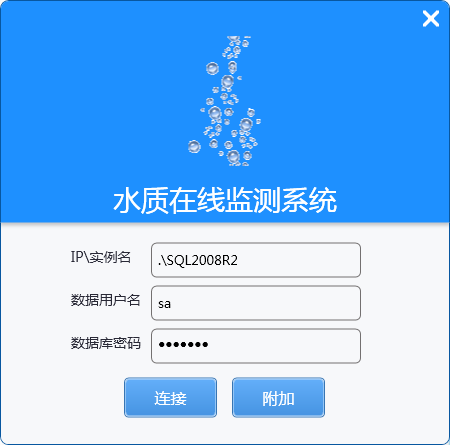 水质在线监测系统
IP\实例名
.\SQL2008R2
数据用户名
sa
数据库密码
•••••••
连接
附加